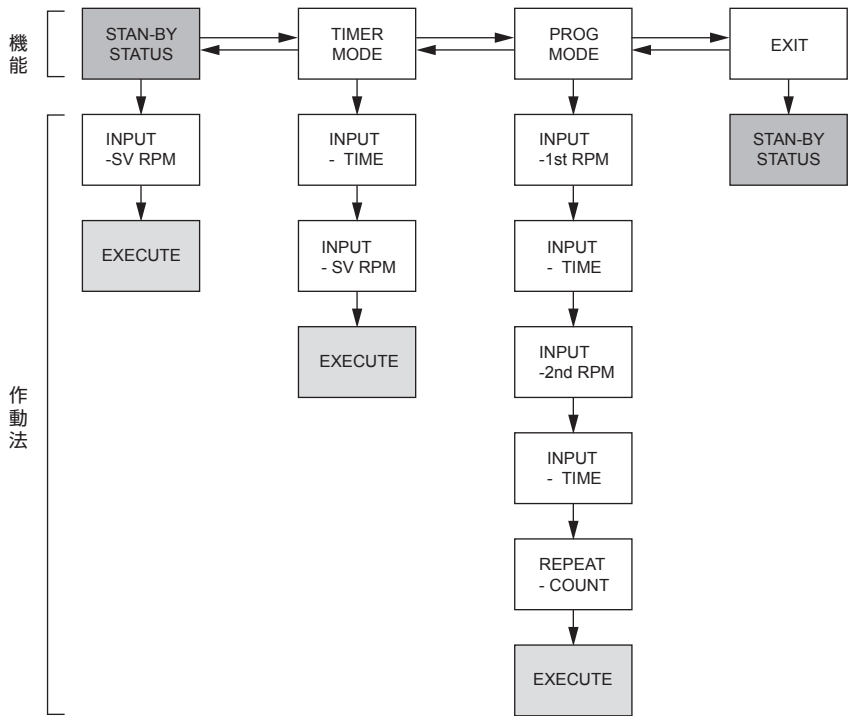 機能
STAN-BY
STATUS
TIMER
MODE
PROG
MODE
EXIT
作動法
INPUT
-SV RPM
EXECUTE
INPUT
- TIME
INPUT
- SV RPM
EXECUTE
INPUT
-1st RPM
INPUT
- TIME
INPUT
-2nd RPM
INPUT
- TIME
REPEAT
- COUNT
EXECUTE
STAN-BY
STATUS